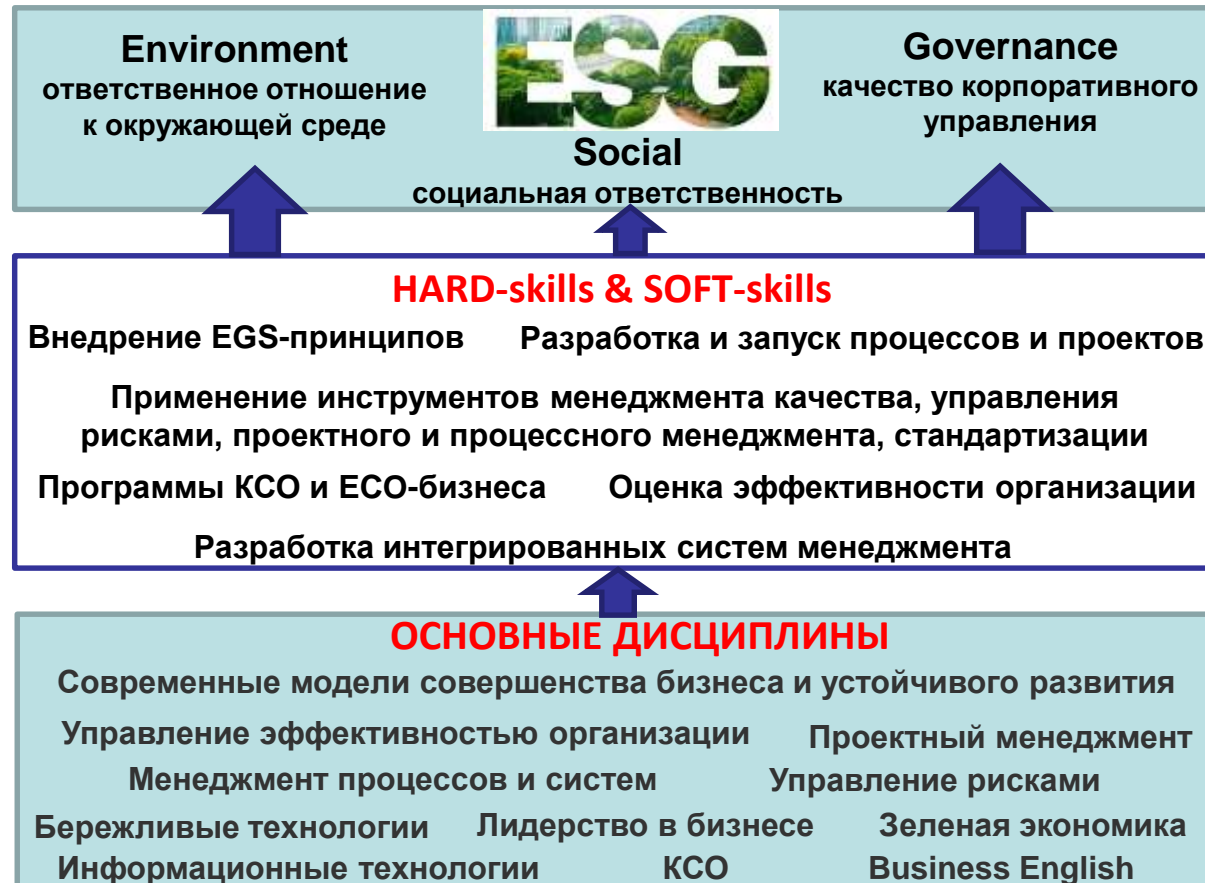 Environment
ответственное отношение
к окружающей среде
ESG
Social
социальная ответственность
Governance
качество корпоративного
управления
HARD-skills & SOFT-skills
Внедрение EGS-принципов Разработка и запуск процессов и проектов
Применение инструментов менеджмента качества, управления
рисками, проектного и процессного менеджмента, стандартизации
Программы КСО и ECO-бизнеса Оценка эффективности организации
Разработка интегрированных систем менеджмента
ОСНОВНЫЕ ДИСЦИПЛИНЫ
Современные модели совершенства бизнеса и устойчивого развития
Управление эффективностью организации Проектный менеджмент
Менеджмент процессов и систем Управление рисками
Бережливые технологии Лидерство в бизнесе Зеленая экономика
Информационные технологии КСО Business English